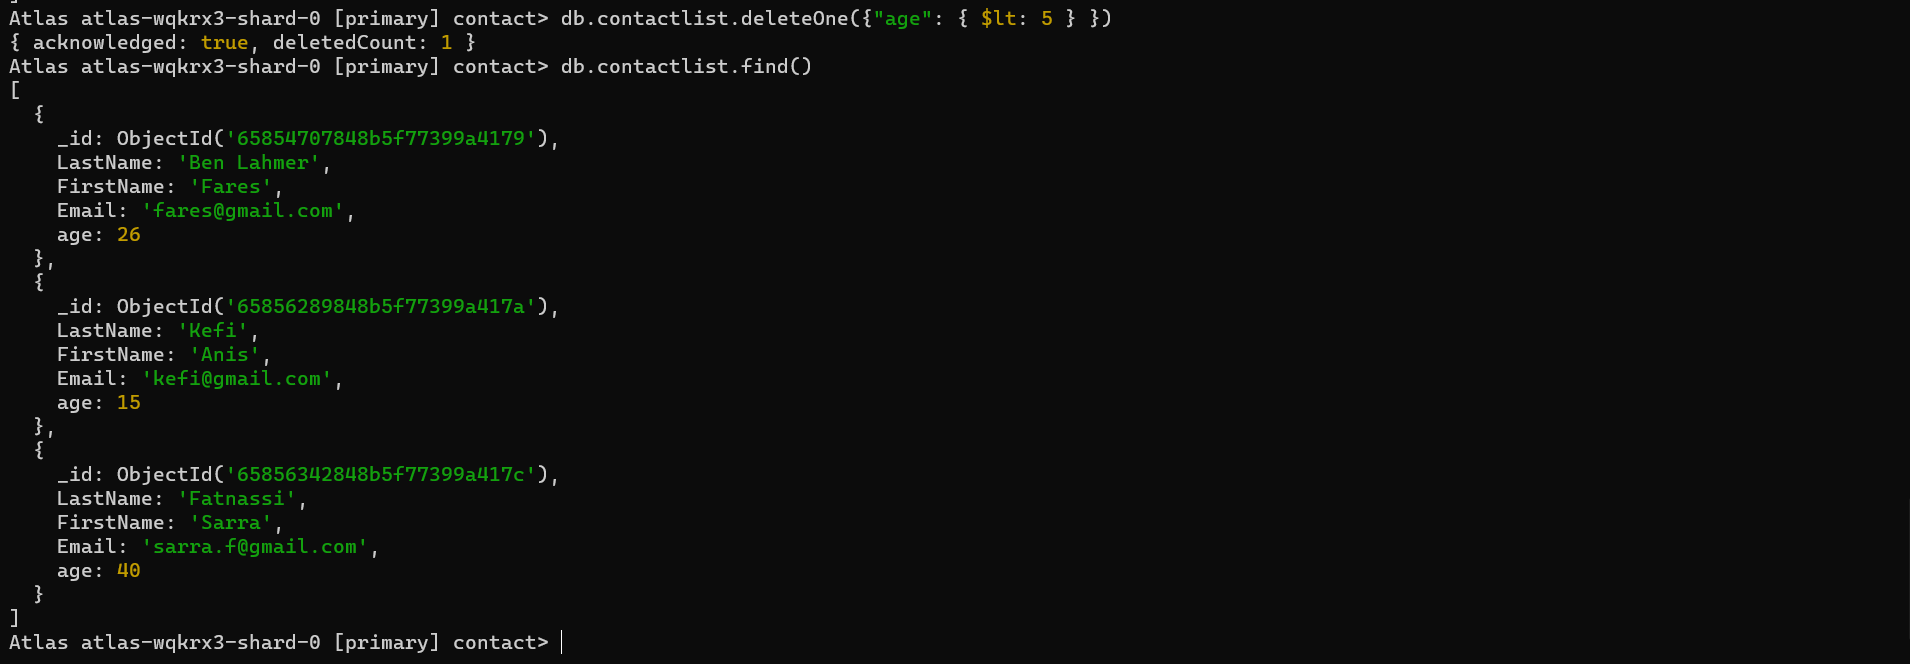 ]
Atlas atlas-wqkrx3-shard-0 [primary] contact> db.contactlist.deleteOne({"age": { $lt: 5 } })
{ acknowledged: true, deletedCount: 1 }
Atlas atlas-wqkrx3-shard-0 [primary] contact> db.contactlist.find()
[
  {
    _id: ObjectId('65854707848b5f77399a4179'),
    LastName: 'Ben Lahmer',
    FirstName: 'Fares',
    Email: 'fares@gmail.com',
    age: 26
  },
  {
    _id: ObjectId('65856289848b5f77399a417a'),
    LastName: 'Kefi',
    FirstName: 'Anis',
    Email: 'kefi@gmail.com',
    age: 15
  },
  {
    _id: ObjectId('65856342848b5f77399a417c'),
    LastName: 'Fatnassi',
    FirstName: 'Sarra',
    Email: 'sarra.f@gmail.com',
    age: 40
  }
]
Atlas atlas-wqkrx3-shard-0 [primary] contact>